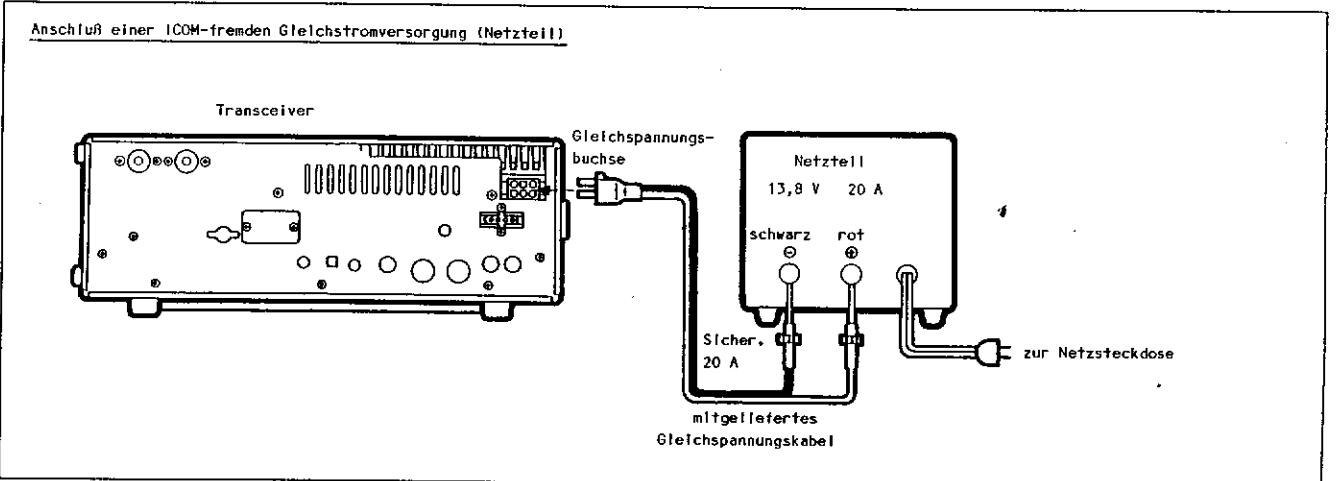 Anschluß einer ICOM-fremden Gleichstromversorgung (Netzteil)
Transceiver
Gleichspannungs-
buchse
Netzteil
13,8 V 20 A
schwarz rot
⊖ ⊕
Sicher.
20 A
zur Netzsteckdose
mitgeliefertes
Gleichspannungskabel